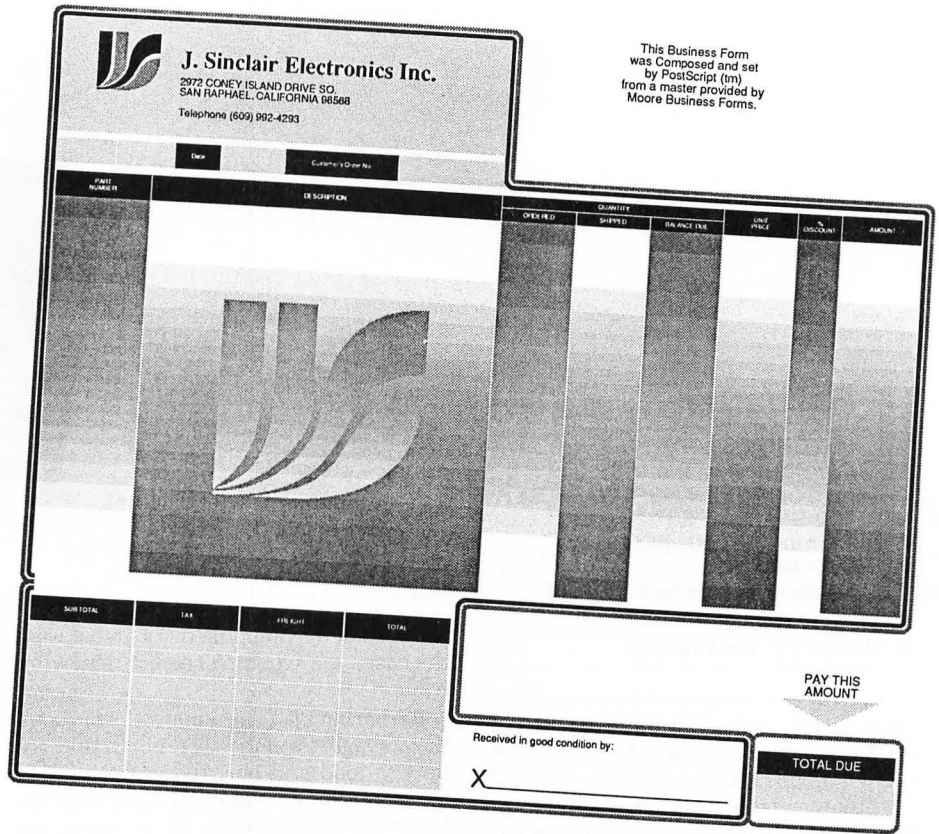 J. Sinclair Electronics Inc.
2972 CONEY ISLAND DRIVE SO.
SAN RAPHAEL, CALIFORNIA 98568
Telephone (609) 992-4293
This Business Form
was Composed and set
by PostScript (tm)
from a master provided by
Moore Business Forms.
Date
Customer's Order No
PART
NUMBER
DESCRIPTION
QUANTITY
ORDERED
SHIPPED
BALANCE DUE
UNIT
PRICE
%
DISCOUNT
AMOUNT
SUB TOTAL
TAX
FREIGHT
TOTAL
PAY THIS
AMOUNT
Received in good condition by:
X
TOTAL DUE